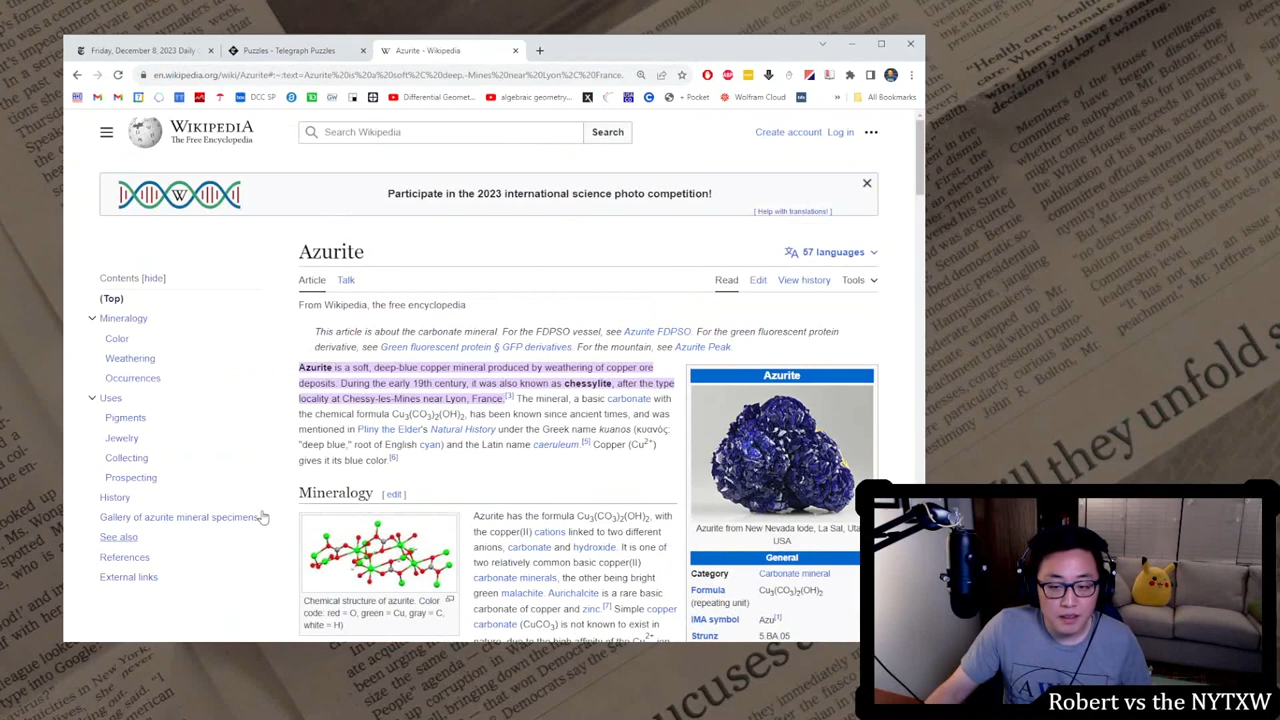 Friday, December 8, 2023 Daily
Puzzles - Telegraph Puzzles
Azurite - Wikipedia
en.wikipedia.org/wiki/Azurite#:~:text=Azurite%20is%20a%20soft%2C%20deep,-Mines%20near%20Lyon%2C%20France.
DCC SP
GW
Differential Geomet...
algebraic geometry...
+ Pocket
Wolfram Cloud
All Bookmarks
WIKIPEDIA
The Free Encyclopedia
Search Wikipedia
Search
Create account
Log in
W
Participate in the 2023 international science photo competition!
[ Help with translations! ]
Azurite
57 languages
Contents [hide]
(Top)
Mineralogy
Color
Weathering
Occurrences
Uses
Pigments
Jewelry
Collecting
Prospecting
History
Gallery of azurite mineral specimens
See also
References
External links
Article
Talk
Read
Edit
View history
Tools
From Wikipedia, the free encyclopedia
This article is about the carbonate mineral. For the FDPSO vessel, see Azurite FDPSO. For the green fluorescent protein
derivative, see Green fluorescent protein § GFP derivatives. For the mountain, see Azurite Peak.
Azurite is a soft, deep-blue copper mineral produced by weathering of copper ore
deposits. During the early 19th century, it was also known as chessylite, after the type
locality at Chessy-les-Mines near Lyon, France.[3] The mineral, a basic carbonate with
the chemical formula Cu3(CO3)2(OH)2, has been known since ancient times, and was
mentioned in Pliny the Elder's Natural History under the Greek name kuanos (κυανός:
"deep blue," root of English cyan) and the Latin name caeruleum.[5] Copper (Cu2+)
gives it its blue color.[6]
Mineralogy [ edit ]
Chemical structure of azurite. Color
code: red = O, green = Cu, gray = C,
white = H)
Azurite has the formula Cu3(CO3)2(OH)2, with
the copper(II) cations linked to two different
anions, carbonate and hydroxide. It is one of
two relatively common basic copper(II)
carbonate minerals, the other being bright
green malachite. Aurichalcite is a rare basic
carbonate of copper and zinc.[7] Simple copper
carbonate (CuCO3) is not known to exist in
nature, due to the high affinity of the Cu2+ ion
Azurite
Azurite from New Nevada lode, La Sal, Uta
USA
General
Category
Carbonate mineral
Formula
(repeating unit)
Cu3(CO3)2(OH)2
IMA symbol
Azu[1]
Strunz
5.BA.05
Robert vs the NYTXW